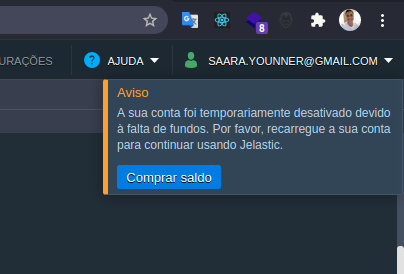 8
URAÇÕES
? AJUDA
SAARA.YOUNNER@GMAIL.COM
Aviso
A sua conta foi temporariamente desativado devido
à falta de fundos. Por favor, recarregue a sua conta
para continuar usando Jelastic.
Comprar saldo